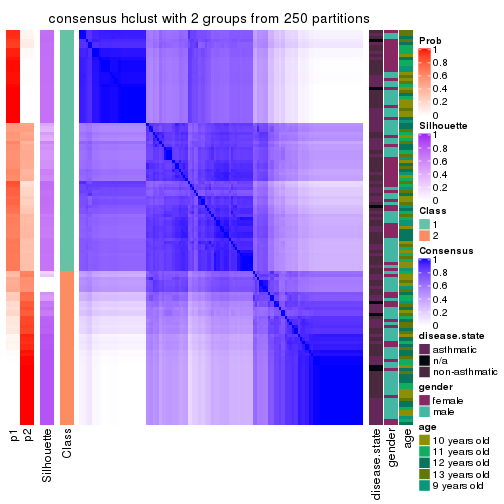 consensus hclust with 2 groups from 250 partitions
Prob
1
0.8
0.6
0.4
0.2
0
Silhouette
1
0.8
0.6
0.4
0.2
0
Class
1
2
Consensus
1
0.8
0.6
0.4
0.2
0
disease.state
asthmatic
n/a
non-asthmatic
gender
female
male
age
10 years old
11 years old
12 years old
13 years old
9 years old
p1
p2
Silhouette
Class
disease.state
gender
age